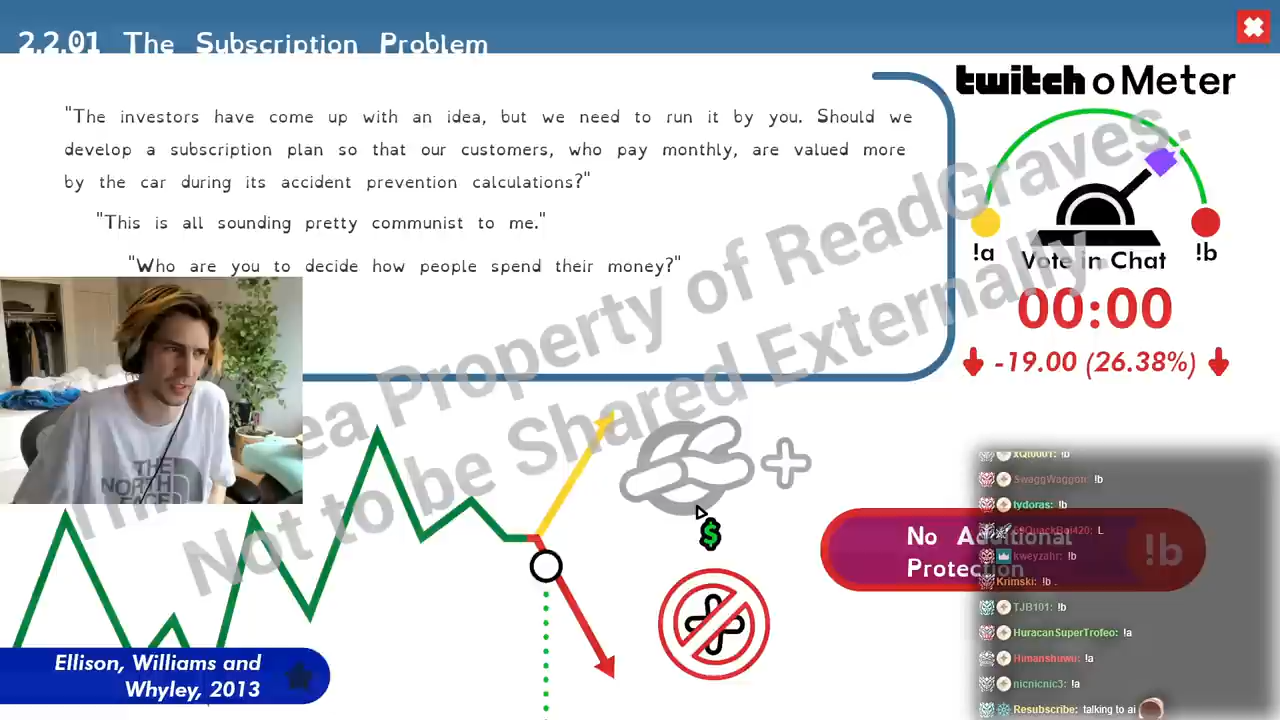 2.2.01 The Subscription Problem
"The investors have come up with an idea, but we need to run it by you. Should we
develop a subscription plan so that our customers, who pay monthly, are valued more
by the car during its accident prevention calculations?"
"This is all sounding pretty communist to me."
"Who are you to decide how people spend their money?"
twitch o Meter
!a
Vote in Chat
!b
00:00
-19.00 (26.38%)
ea Property of ReadGraves.
Not to be Shared Externally.
THE
NORTH
FACE
$
No Additional
Protection
!b
xQt0001: !b
SwaggWaggon: !b
tydoras: !b
69QuackBoi420: L
kweyzahr: !b
Krimski: !b .
TJB101: !b
HuracanSuperTrofeo: !a
Himanshuwu: !a
nicnicnic3: !a
Resubscribe: talking to ai
Ellison, Williams and
Whyley, 2013